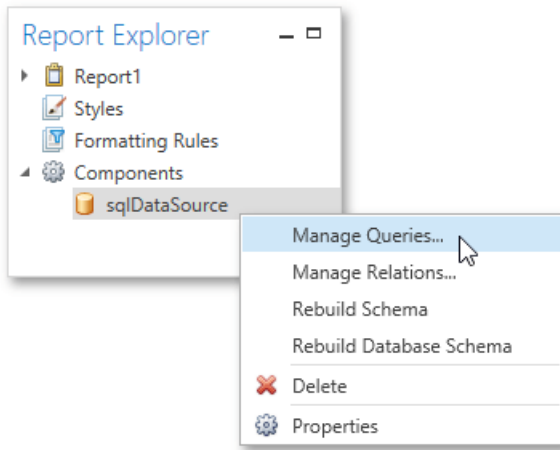 Report Explorer
Report1
Styles
Formatting Rules
Components
sqlDataSource
Manage Queries...
Manage Relations...
Rebuild Schema
Rebuild Database Schema
Delete
Properties